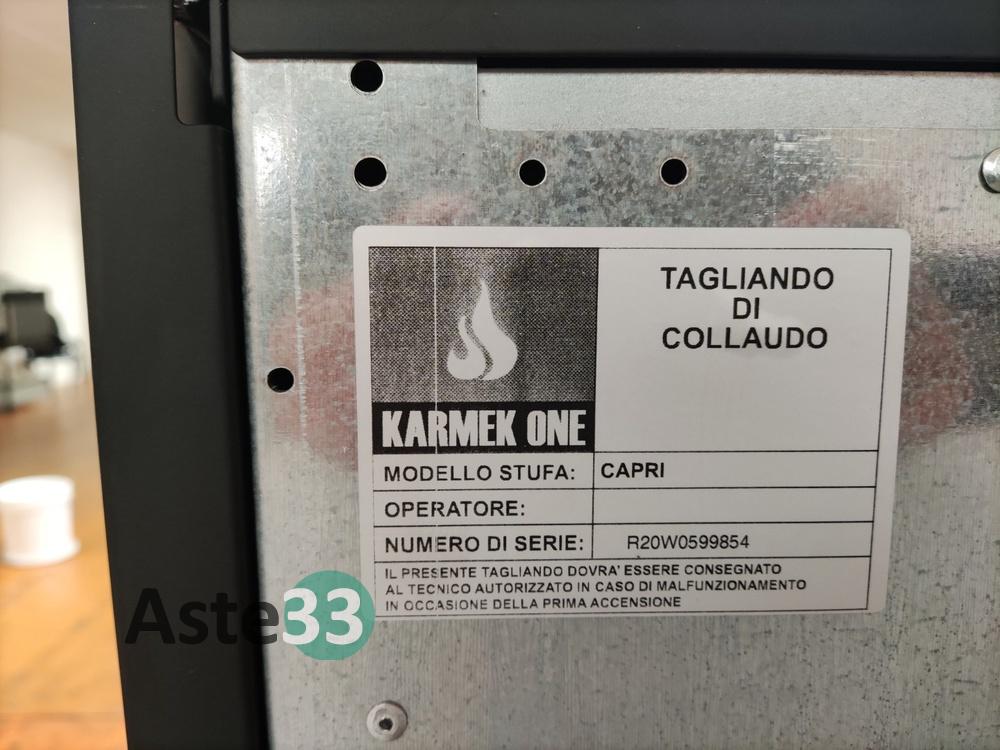 TAGLIANDO
DI
COLLAUDO
KARMEK ONE
MODELLO STUFA: CAPRI
OPERATORE:
NUMERO DI SERIE: R20W0599854
IL PRESENTE TAGLIANDO DOVRA' ESSERE CONSEGNATO
AL TECNICO AUTORIZZATO IN CASO DI MALFUNZIONAMENTO
IN OCCASIONE DELLA PRIMA ACCENSIONE
Aste33